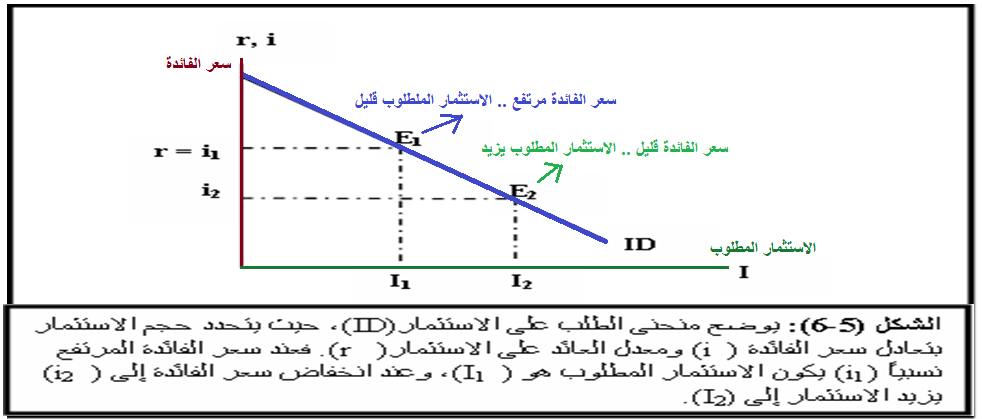 r, i
سعر الفائدة
سعر الفائدة مرتفع .. الاستثمار الملطلوب قليل
E₁
سعر الفائدة قليل .. الاستثمار المطلوب يزيد
r = i₁
E₂
i₂
ID
الاستثمار المطلوب
I
I₁
I₂
الشكل (5-6): يوضح منحنى الطلب على الاستثمار (ID)، حيث يتحدد حجم الاستثمار
بتعادل سعر الفائدة ( i) ومعدل العائد على الاستثمار ( r). فعند سعر الفائدة المرتفع
نسبياً (i₁) يكون الاستثمار المطلوب هو ( I₁)، وعند انخفاض سعر الفائدة إلى ( i₂)
يزيد الاستثمار إلى (I₂).